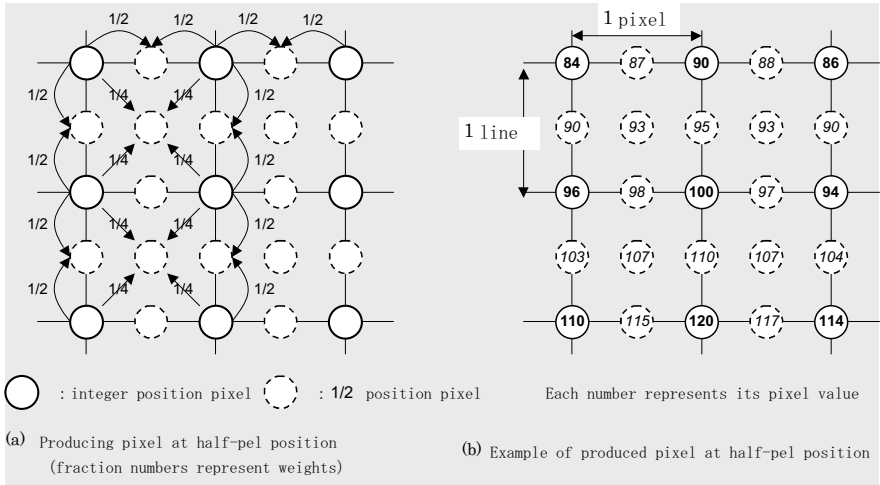 1/2 1/2 1/2 1/2
1/2 1/4 1/4 1/2
1/2 1/4 1/4 1/2
1/2 1/4 1/4 1/2
1/2 1/4 1/4 1/2
1 pixel
1 line
84 87 90 88 86
90 93 95 93 90
96 98 100 97 94
103 107 110 107 104
110 115 120 117 114
: integer position pixel : 1/2 position pixel
Each number represents its pixel value
(a) Producing pixel at half-pel position
(fraction numbers represent weights)
(b) Example of produced pixel at half-pel position